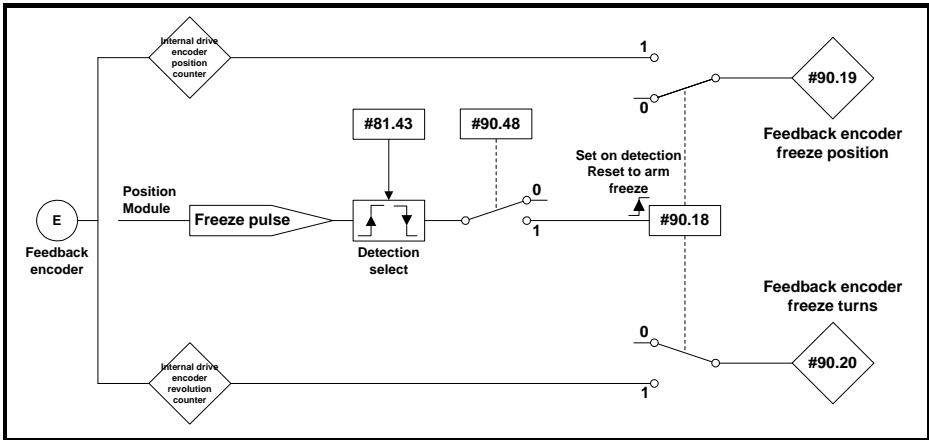 Internal drive
encoder
position
counter
1
0
#90.19
Feedback encoder
freeze position
#81.43
#90.48
Set on detection
Reset to arm
freeze
E
Feedback
encoder
Position
Module
Freeze pulse
Detection
select
0
1
#90.18
Feedback encoder
freeze turns
0
1
#90.20
Internal drive
encoder
revolution
counter